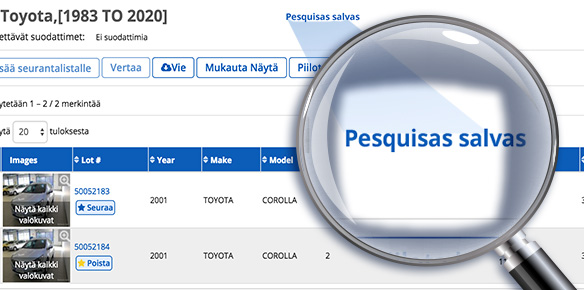 Toyota,[1983 TO 2020]
Pesquisas salvas
ettävät suodattimet: Ei suodattimia
sää seurantalistalle Vertaa Vie Mukauta Näytä Piilot
ytetään 1 – 2 / 2 merkintää
ytä 20 tuloksesta
Pesquisas salvas
Images Lot # Year Make Model
Näytä kaikki valokuvat
50052183
Seuraa
2001 TOYOTA COROLLA
Näytä kaikki valokuvat
50052184
Poista
2001 TOYOTA COROLLA 2